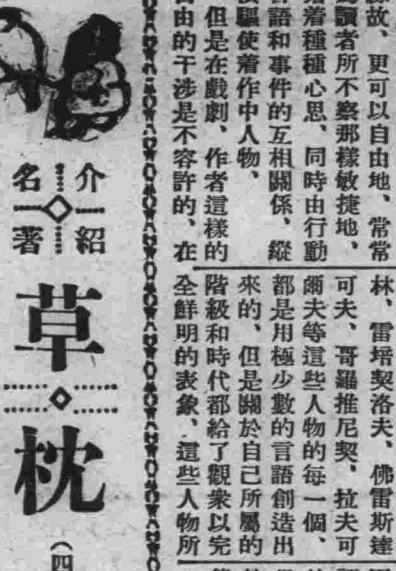 故、更可以自由地、常常
讀者所不察那樣敏捷地、
着種種心思、同時由行動
語和事件的互相關係、縱
驅使着作中人物、
但是在戲劇、作者這樣的
自由的干涉是不容許的、在
林、雷培契洛夫、佛雷斯達
可夫、哥羅推尼契、拉夫可
爾夫等這些人物的每一個、
都是用極少數的言語創造出
來的、但是關於自己所屬的
階級和時代都給了觀衆以完
全鮮明的表象、這些人物所
介紹
名著
草枕
(四